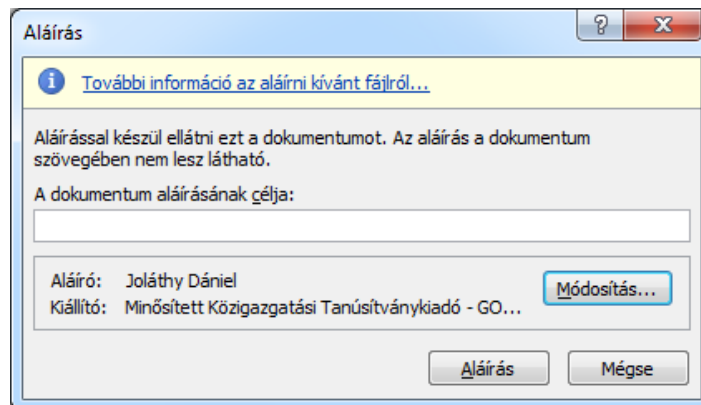 Aláírás
További információ az aláírni kívánt fájlról...
Aláírással készül ellátni ezt a dokumentumot. Az aláírás a dokumentum
szövegében nem lesz látható.
A dokumentum aláírásának célja:
Aláíró: Joláthy Dániel
Kiállító: Minősített Közigazgatási Tanúsítványkiadó - GO...
Módosítás...
Aláírás Mégse